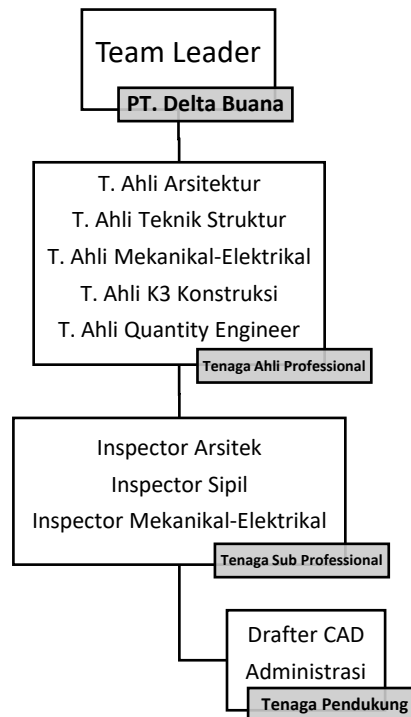 Team Leader
PT. Delta Buana
T. Ahli Arsitektur
T. Ahli Teknik Struktur
T. Ahli Mekanikal-Elektrikal
T. Ahli K3 Konstruksi
T. Ahli Quantity Engineer
Tenaga Ahli Professional
Inspector Arsitek
Inspector Sipil
Inspector Mekanikal-Elektrikal
Tenaga Sub Professional
Drafter CAD
Administrasi
Tenaga Pendukung